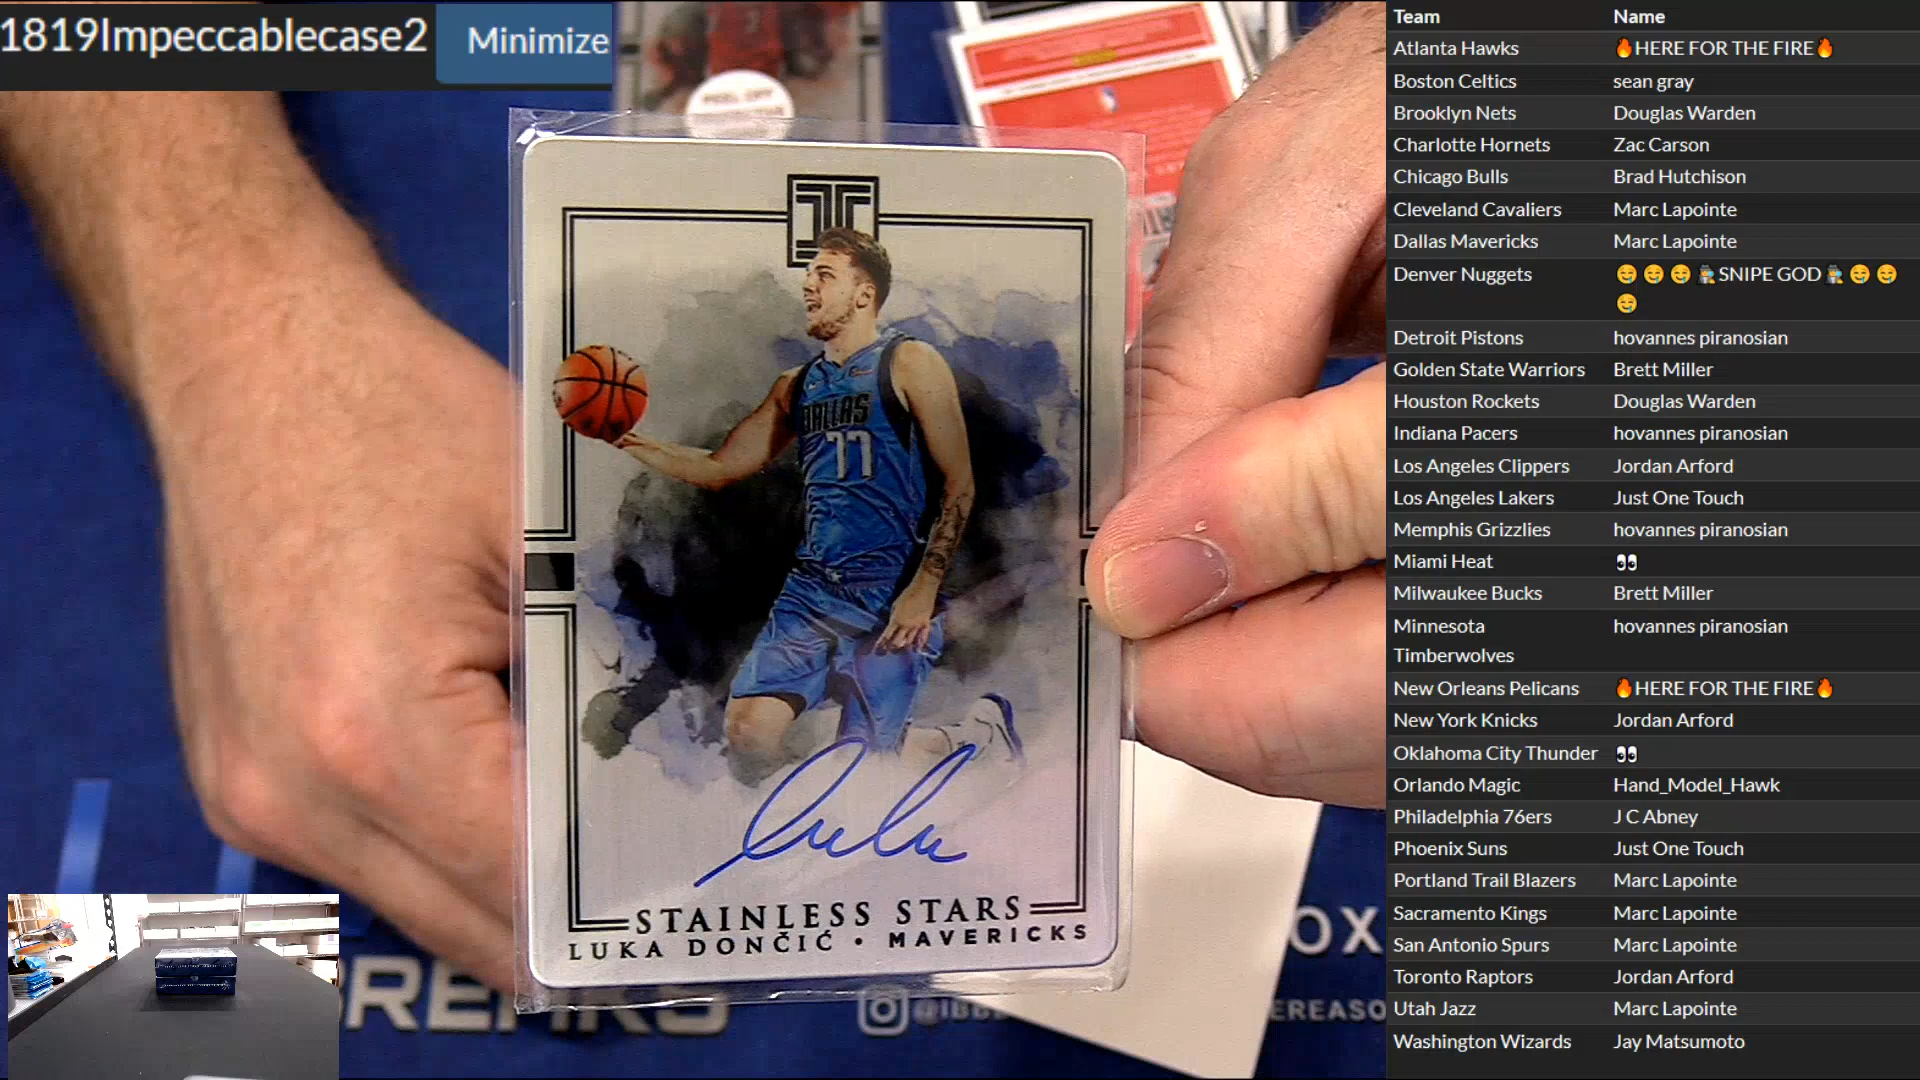 1819Impeccablecase2
Minimize
PEEL OFF
DALLAS
77
STAINLESS STARS
LUKA DONČIĆ • MAVERICKS
Team Name
Atlanta Hawks 🔥HERE FOR THE FIRE🔥
Boston Celtics sean gray
Brooklyn Nets Douglas Warden
Charlotte Hornets Zac Carson
Chicago Bulls Brad Hutchison
Cleveland Cavaliers Marc Lapointe
Dallas Mavericks Marc Lapointe
Denver Nuggets 🤤🤤🤤🕵️SNIPE GOD🕵️🤤🤤
🤤
Detroit Pistons hovannes piranosian
Golden State Warriors Brett Miller
Houston Rockets Douglas Warden
Indiana Pacers hovannes piranosian
Los Angeles Clippers Jordan Arford
Los Angeles Lakers Just One Touch
Memphis Grizzlies hovannes piranosian
Miami Heat 👀
Milwaukee Bucks Brett Miller
Minnesota hovannes piranosian
Timberwolves
New Orleans Pelicans 🔥HERE FOR THE FIRE🔥
New York Knicks Jordan Arford
Oklahoma City Thunder 👀
Orlando Magic Hand_Model_Hawk
Philadelphia 76ers J C Abney
Phoenix Suns Just One Touch
Portland Trail Blazers Marc Lapointe
Sacramento Kings Marc Lapointe
San Antonio Spurs Marc Lapointe
Toronto Raptors Jordan Arford
Utah Jazz Marc Lapointe
Washington Wizards Jay Matsumoto